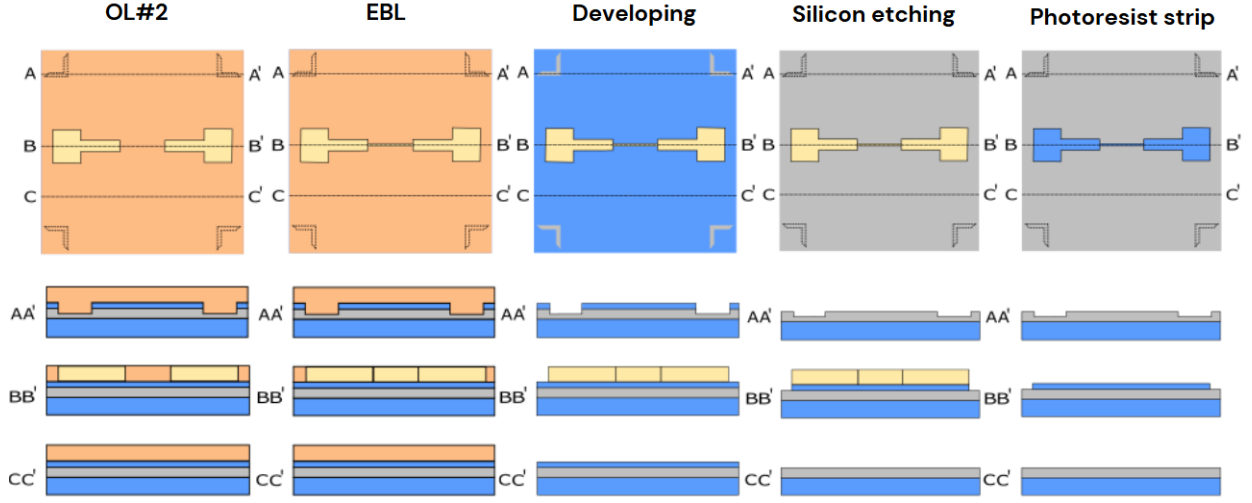 OL#2 EBL Developing Silicon etching Photoresist strip
A A' A A' A A' A A' A A'
B B' B B' B B' B B' B B'
C C' C C' C C' C C C'
AA' AA' AA' AA' AA'
BB' BB' BB' BB' BB'
CC' CC' CC' CC' CC'